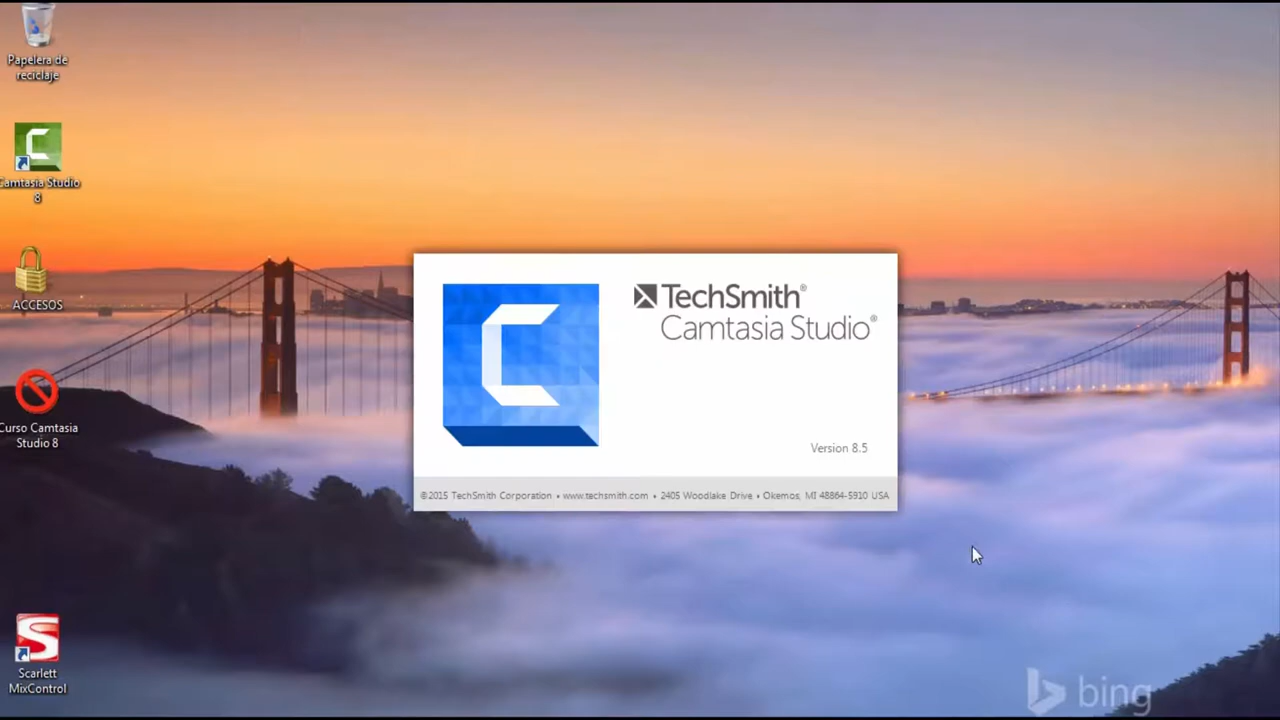 Papelera de
reciclaje
Camtasia Studio
8
ACCESOS
Curso Camtasia
Studio 8
Scarlett
MixControl
TechSmith®
Camtasia Studio®
Version 8.5
©2015 TechSmith Corporation • www.techsmith.com • 2405 Woodlake Drive • Okemos, MI 48864-5910 USA
bing